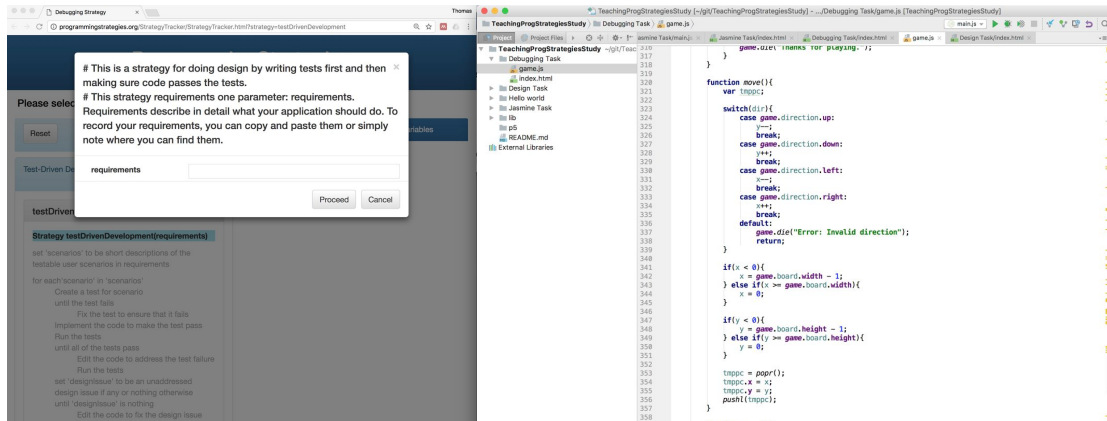 Debugging Strategy
Thomas
programmingstrategies.org/StrategyTracker/StrategyTracker.html?strategy=testDrivenDevelopment
# This is a strategy for doing design by writing tests first and then
making sure code passes the tests.
# This strategy requirements one parameter: requirements.
Requirements describe in detail what your application should do. To
record your requirements, you can copy and paste them or simply
note where you can find them.
requirements
Proceed
Cancel
Please selec
Reset
ariables
Test-Driven De
testDriven
Strategy testDrivenDevelopment(requirements)
set 'scenarios' to be short descriptions of the
testable user scenarios in requirements
for each 'scenario' in 'scenarios'
Create a test for scenario
until the test fails
Fix the test to ensure that it fails
Implement the code to make the test pass
Run the tests
until all of the tests pass
Edit the code to address the test failure
Run the tests
set 'designissue' to be an unaddressed
design issue if any or nothing otherwise
until 'designissue' is nothing
Edit the code to fix the design issue
TeachingProgStrategiesStudy [~/git/TeachingProgStrategiesStudy] - .../Debugging Task/game.js [TeachingProgStrategiesStudy]
TeachingProgStrategiesStudy
Debugging Task
game.js
main.js
Project
Project Files
asmine Task/main.js
Jasmine Task/index.html
Debugging Task/index.html
game.js
Design Task/index.html
TeachingProgStrategiesStudy ~/git/Teac
Debugging Task
game.js
index.html
Design Task
Hello world
Jasmine Task
lib
p5
README.md
External Libraries
316 game.die("Thanks for playing.");
317 }
318 }
319
320 function move(){
321 var tmppc;
322
323 switch(dir){
324 case game.direction.up:
325 y--;
326 break;
327 case game.direction.down:
328 y++;
329 break;
330 case game.direction.left:
331 x--;
332 break;
333 case game.direction.right:
334 x++;
335 break;
336 default:
337 game.die("Error: Invalid direction");
338 return;
339 }
340
341 if(x < 0){
342 x = game.board.width - 1;
343 } else if(x >= game.board.width){
344 x = 0;
345 }
346
347 if(y < 0){
348 y = game.board.height - 1;
349 } else if(y >= game.board.height){
350 y = 0;
351 }
352
353 tmppc = popr();
354 tmppc.x = x;
355 tmppc.y = y;
356 pushl(tmppc);
357 }
358